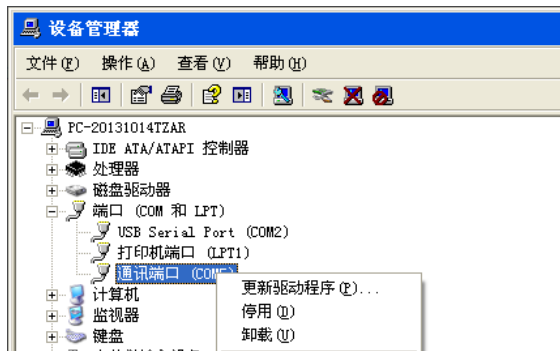 设备管理器
文件(F) 操作(A) 查看(V) 帮助(H)
PC-20131014TZAR
IDE ATA/ATAPI 控制器
处理器
磁盘驱动器
端口 (COM 和 LPT)
USB Serial Port (COM2)
打印机端口 (LPT1)
通讯端口
更新驱动程序(P)...
计算机
停用(D)
监视器
卸载(U)
键盘